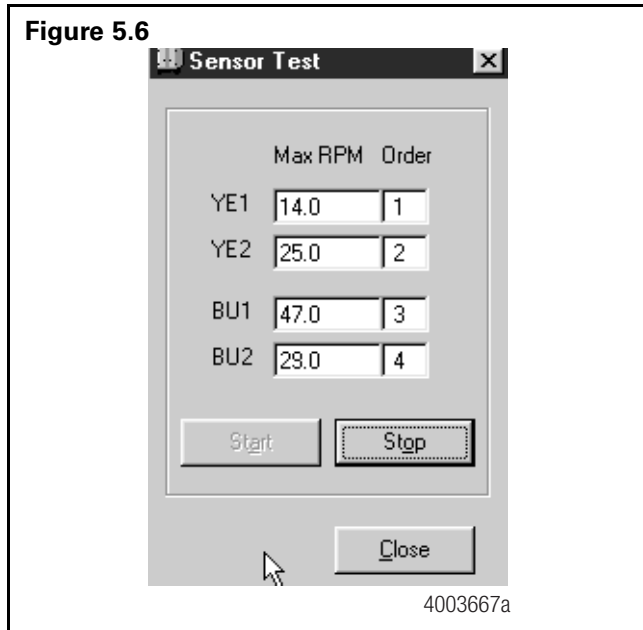 Figure 5.6
Sensor Test
Max RPM Order
YE1 14.0 1
YE2 25.0 2
BU1 47.0 3
BU2 29.0 4
Start Stop
Close
4003667a